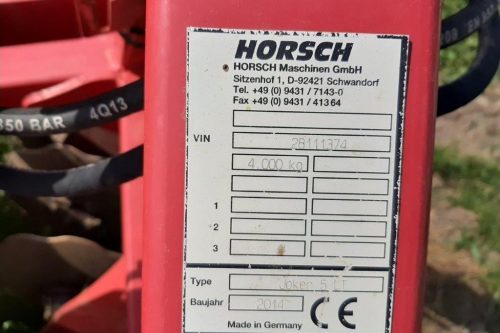 HORSCH
HORSCH Maschinen GmbH
Sitzenhof 1, D-92421 Schwandorf
Tel. +49 (0) 9431 / 7143-0
Fax +49 (0) 9431 / 41364
350 BAR 4Q13
VIN 28111374
4.000 kg
1
2
3
Type Joker 5 LT
Baujahr 2014
CE
Made in Germany